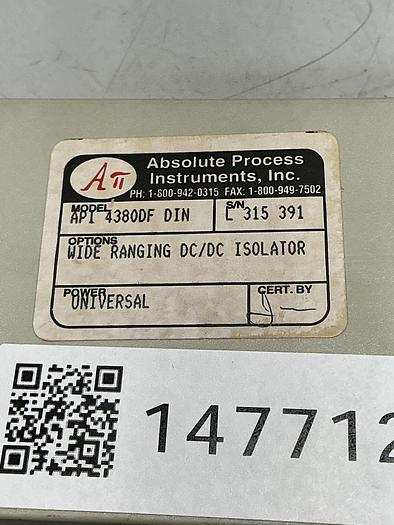 Aπ
Absolute Process
Instruments, Inc.
PH: 1-800-942-0315 FAX: 1-800-949-7502
MODEL S/N
API 4380DF DIN L 315 391
OPTIONS
WIDE RANGING DC/DC ISOLATOR
POWER CERT. BY
UNIVERSAL
147712